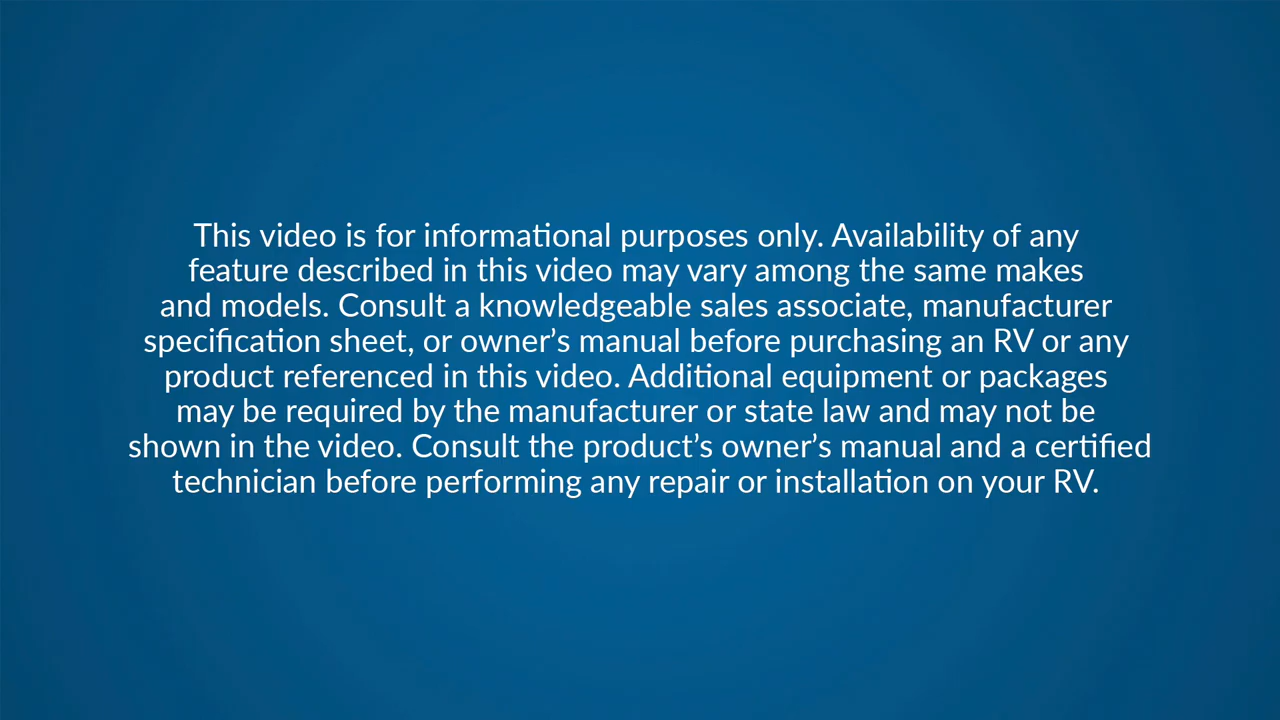 This video is for informational purposes only. Availability of any
feature described in this video may vary among the same makes
and models. Consult a knowledgeable sales associate, manufacturer
specification sheet, or owner’s manual before purchasing an RV or any
product referenced in this video. Additional equipment or packages
may be required by the manufacturer or state law and may not be
shown in the video. Consult the product’s owner’s manual and a certified
technician before performing any repair or installation on your RV.